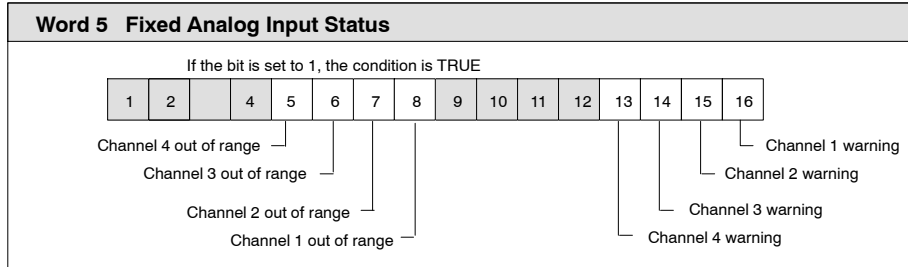 Word 5 Fixed Analog Input Status
If the bit is set to 1, the condition is TRUE
1 2 4 5 6 7 8 9 10 11 12 13 14 15 16
Channel 4 out of range
Channel 1 warning
Channel 3 out of range
Channel 2 warning
Channel 2 out of range
Channel 3 warning
Channel 1 out of range
Channel 4 warning